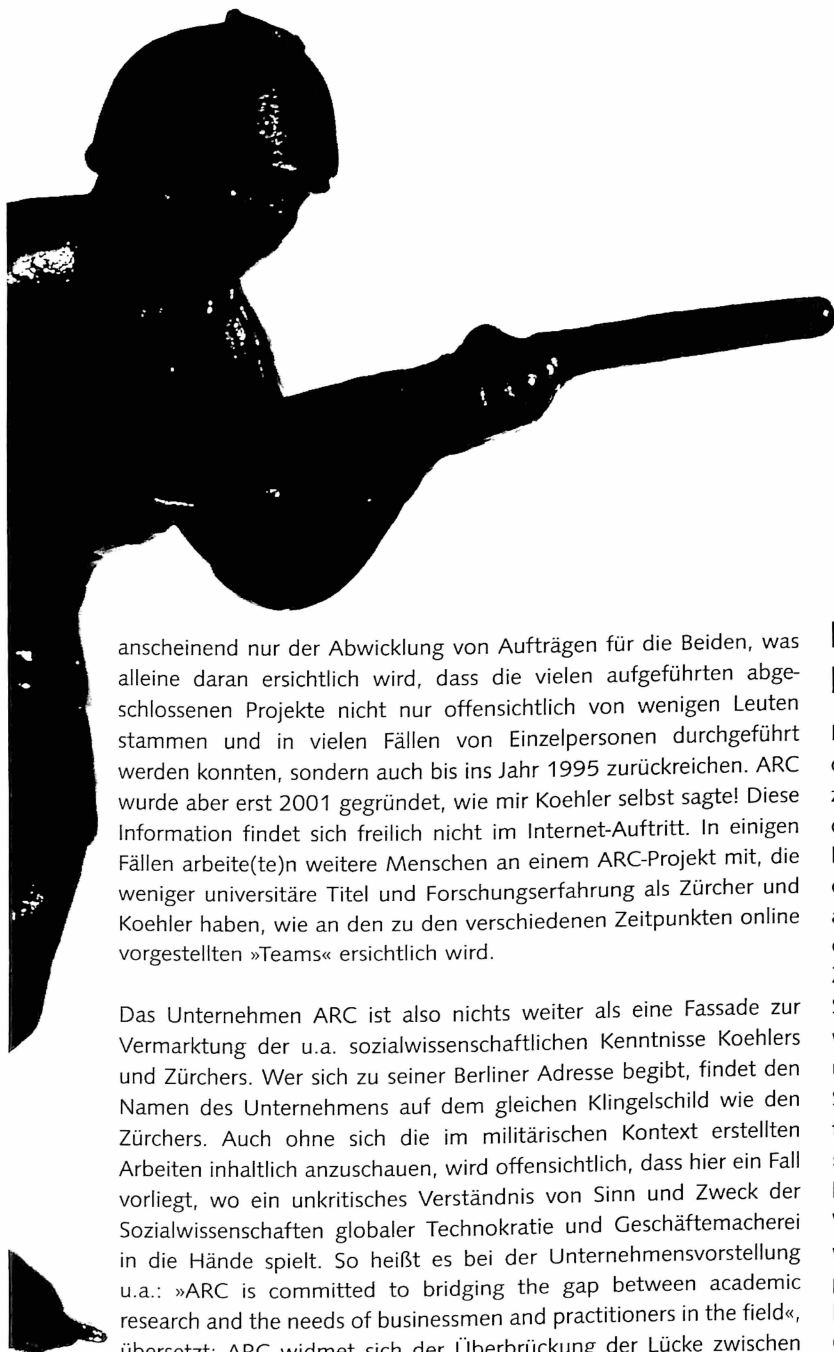 anscheinend nur der Abwicklung von Aufträgen für die Beiden, was
alleine daran ersichtlich wird, dass die vielen aufgeführten abge-
schlossenen Projekte nicht nur offensichtlich von wenigen Leuten
stammen und in vielen Fällen von Einzelpersonen durchgeführt
werden konnten, sondern auch bis ins Jahr 1995 zurückreichen. ARC
wurde aber erst 2001 gegründet, wie mir Koehler selbst sagte! Diese
Information findet sich freilich nicht im Internet-Auftritt. In einigen
Fällen arbeite(te)n weitere Menschen an einem ARC-Projekt mit, die
weniger universitäre Titel und Forschungserfahrung als Zürcher und
Koehler haben, wie an den zu den verschiedenen Zeitpunkten online
vorgestellten »Teams« ersichtlich wird.
Das Unternehmen ARC ist also nichts weiter als eine Fassade zur
Vermarktung der u.a. sozialwissenschaftlichen Kenntnisse Koehlers
und Zürchers. Wer sich zu seiner Berliner Adresse begibt, findet den
Namen des Unternehmens auf dem gleichen Klingelschild wie den
Zürchers. Auch ohne sich die im militärischen Kontext erstellten
Arbeiten inhaltlich anzuschauen, wird offensichtlich, dass hier ein Fall
vorliegt, wo ein unkritisches Verständnis von Sinn und Zweck der
Sozialwissenschaften globaler Technokratie und Geschäftemacherei
in die Hände spielt. So heißt es bei der Unternehmensvorstellung
u.a.: »ARC is committed to bridging the gap between academic
research and the needs of businessmen and practitioners in the field«,
übersetzt: ARC widmet sich der Überbrückung der Lücke zwischen